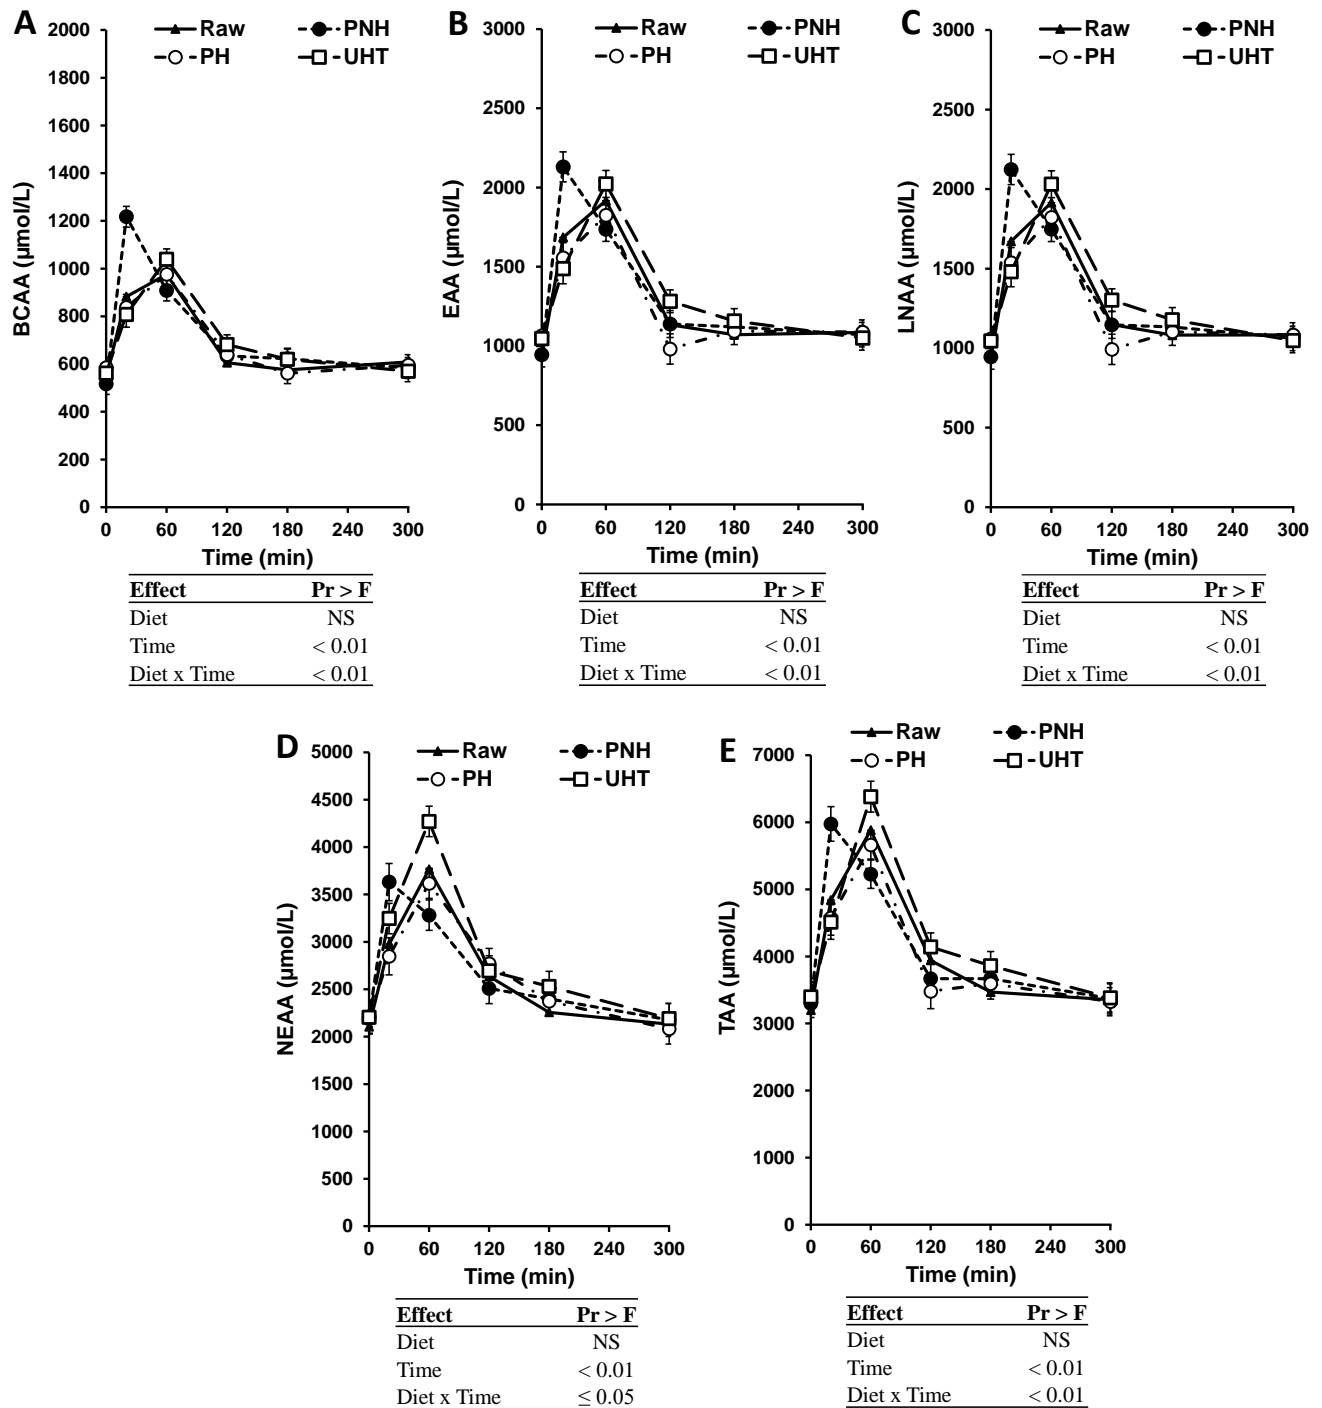 A
Raw PNH
PH UHT
BCAA (µmol/L)
2000
1800
1600
1400
1200
1000
800
600
400
200
0
0 60 120 180 240 300
Time (min)
Effect Pr > F
Diet NS
Time < 0.01
Diet x Time < 0.01
B
Raw PNH
PH UHT
EAA (µmol/L)
3000
2500
2000
1500
1000
500
0
0 60 120 180 240 300
Time (min)
Effect Pr > F
Diet NS
Time < 0.01
Diet x Time < 0.01
C
Raw PNH
PH UHT
LNAA (µmol/L)
3000
2500
2000
1500
1000
500
0
0 60 120 180 240 300
Time (min)
Effect Pr > F
Diet NS
Time < 0.01
Diet x Time < 0.01
D
Raw PNH
PH UHT
NEAA (µmol/L)
5000
4500
4000
3500
3000
2500
2000
1500
1000
500
0
0 60 120 180 240 300
Time (min)
Effect Pr > F
Diet NS
Time < 0.01
Diet x Time ≤ 0.05
E
Raw PNH
PH UHT
TAA (µmol/L)
7000
6000
5000
4000
3000
2000
1000
0
0 60 120 180 240 300
Time (min)
Effect Pr > F
Diet NS
Time < 0.01
Diet x Time < 0.01